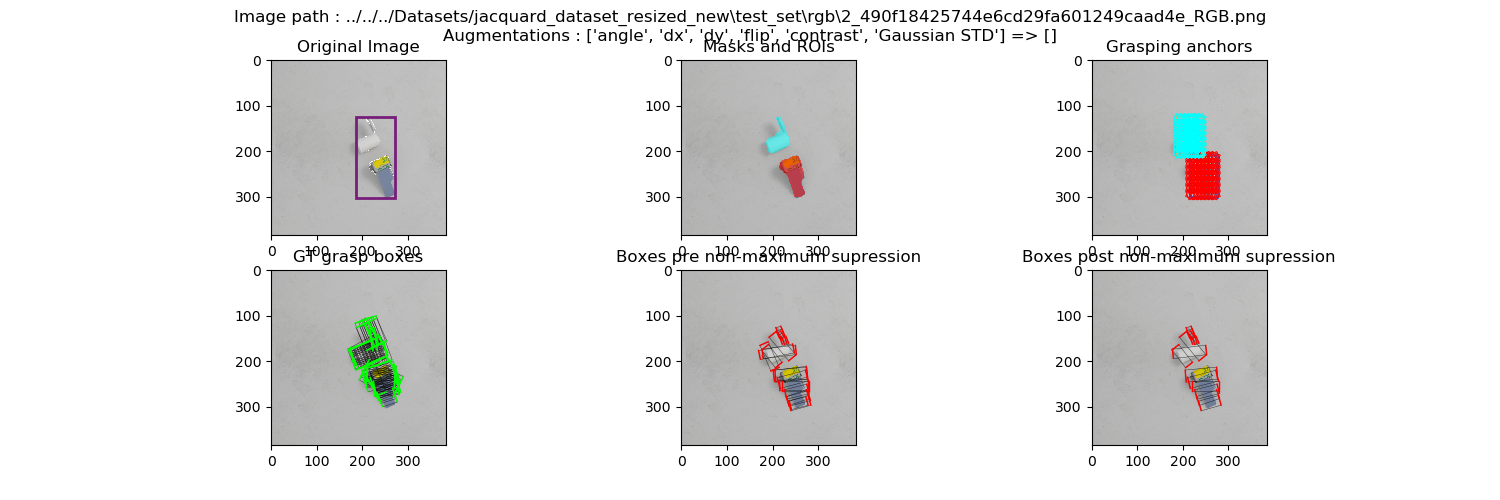 Image path : ../../../Datasets/jacquard_dataset_resized_new\test_set\rgb\2_490f18425744e6cd29fa601249caad4e_RGB.png
Augmentations : ['angle', 'dx', 'dy', 'flip', 'contrast', 'Gaussian STD'] => []
Original Image
Masks and ROIs
Grasping anchors
0
100
200
300
0 100 200 300
0
100
200
300
0 100 200 300
0
100
200
300
0 100 200 300
GT grasp boxes
Boxes pre non-maximum supression
Boxes post non-maximum supression
0
100
200
300
0 100 200 300
0
100
200
300
0 100 200 300
0
100
200
300
0 100 200 300